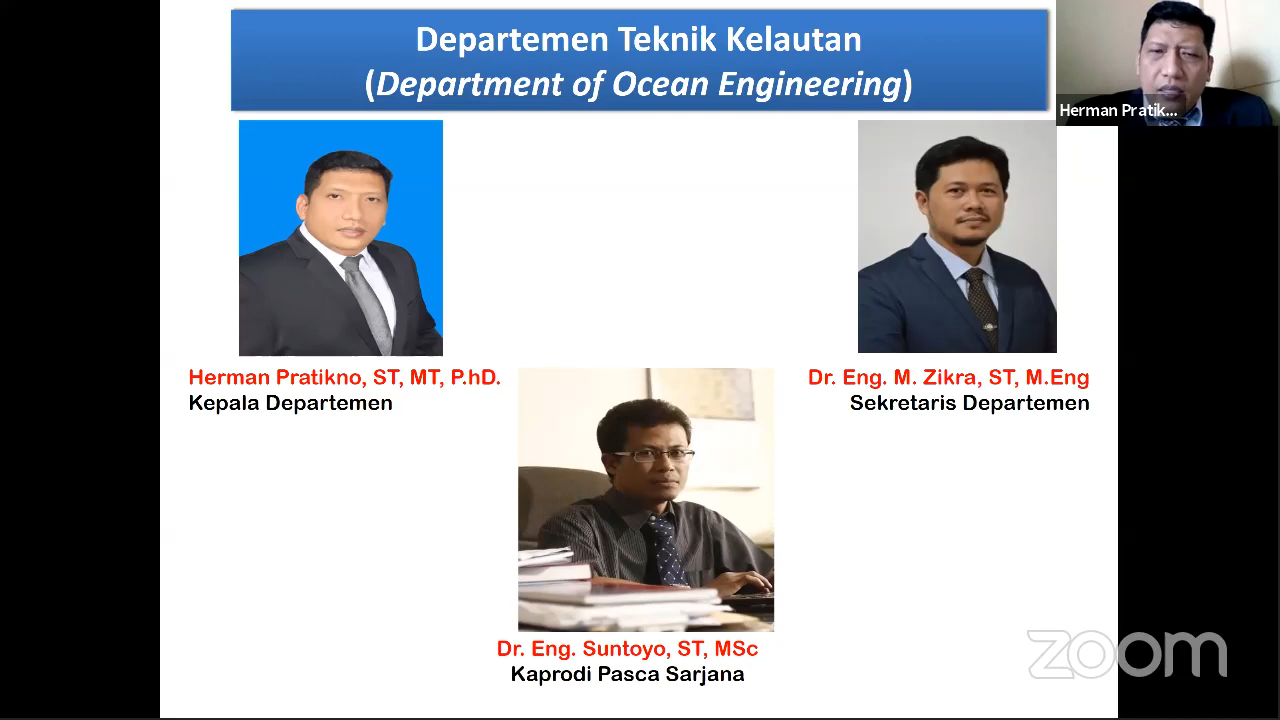 Departemen Teknik Kelautan
(Department of Ocean Engineering)
Herman Pratik...
Herman Pratikno, ST, MT, P.hD.
Kepala Departemen
Dr. Eng. M. Zikra, ST, M.Eng
Sekretaris Departemen
Dr. Eng. Suntoyo, ST, MSc
Kaprodi Pasca Sarjana
zoom